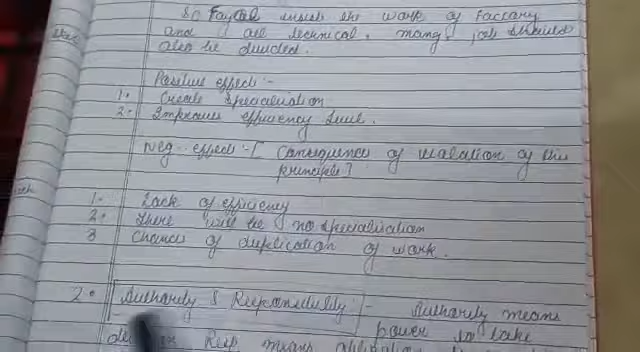 So Fayol insist the work of Factory
and all technical, mang. job should
also be divided.
Positive effect :-
1. Create Specialisation
2. Improves efficiency level.
Neg. effect :- [ Consequences of violation of this
principle ]
1. Lack of efficiency
2. There will be no specialisation
3 Chances of duplication of work.
2. Authority & Responsibility :- Authority means
power to take
Resp means obligation